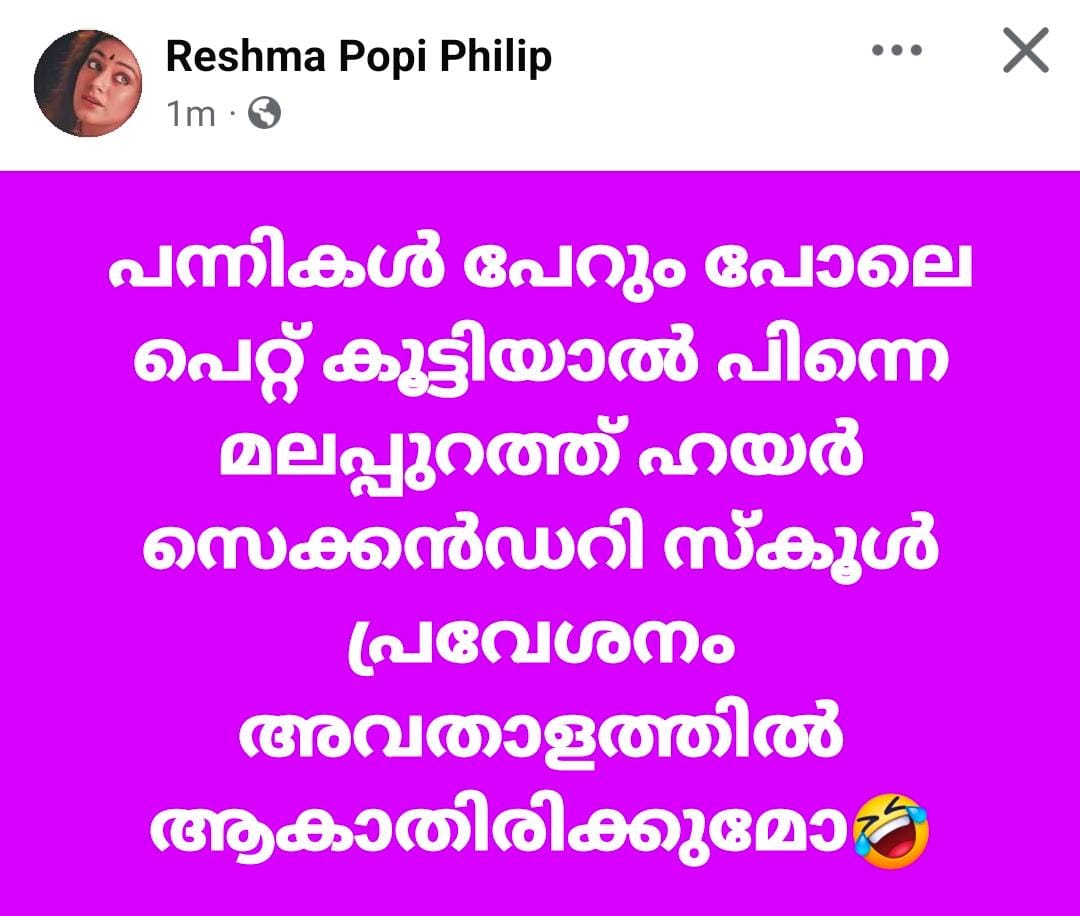 Reshma Popi Philip
1m ·
പന്നികൾ പേറും പോലെ
പെറ്റ് കൂട്ടിയാൽ പിന്നെ
മലപ്പുറത്ത് ഹയർ
സെക്കൻഡറി സ്കൂൾ
പ്രവേശനം
അവതാളത്തിൽ
ആകാതിരിക്കുമോ🤣